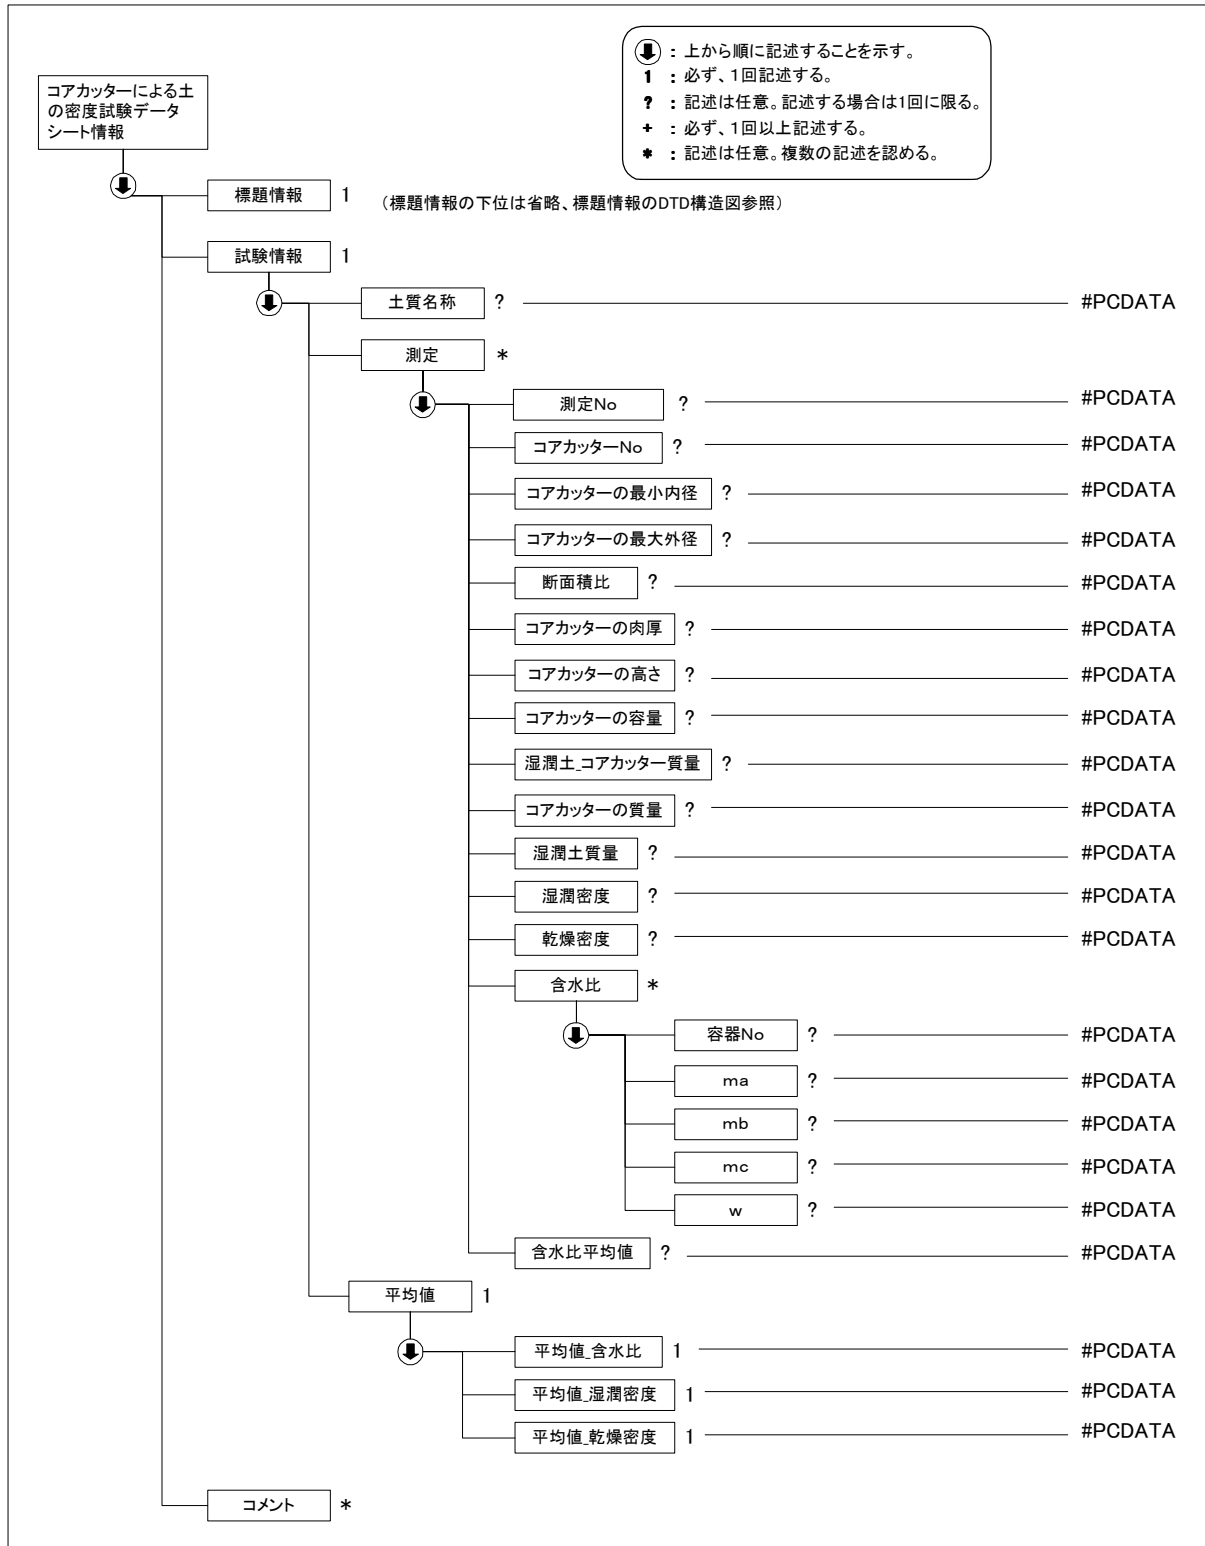 : 上から順に記述することを示す。
1 : 必ず、1回記述する。
? : 記述は任意。記述する場合は1回に限る。
+ : 必ず、1回以上記述する。
* : 記述は任意。複数の記述を認める。
コアカッターによる土
の密度試験データ
シート情報
標題情報 1 (標題情報の下位は省略、標題情報のDTD構造図参照)
試験情報 1
土質名称 ? #PCDATA
測定 *
測定No ? #PCDATA
コアカッターNo ? #PCDATA
コアカッターの最小内径 ? #PCDATA
コアカッターの最大外径 ? #PCDATA
断面積比 ? #PCDATA
コアカッターの肉厚 ? #PCDATA
コアカッターの高さ ? #PCDATA
コアカッターの容量 ? #PCDATA
湿潤土_コアカッター質量 ? #PCDATA
コアカッターの質量 ? #PCDATA
湿潤土質量 ? #PCDATA
湿潤密度 ? #PCDATA
乾燥密度 ? #PCDATA
含水比 *
容器No ? #PCDATA
ma ? #PCDATA
mb ? #PCDATA
mc ? #PCDATA
w ? #PCDATA
含水比平均値 ? #PCDATA
平均値 1
平均値_含水比 1 #PCDATA
平均値_湿潤密度 1 #PCDATA
平均値_乾燥密度 1 #PCDATA
コメント *